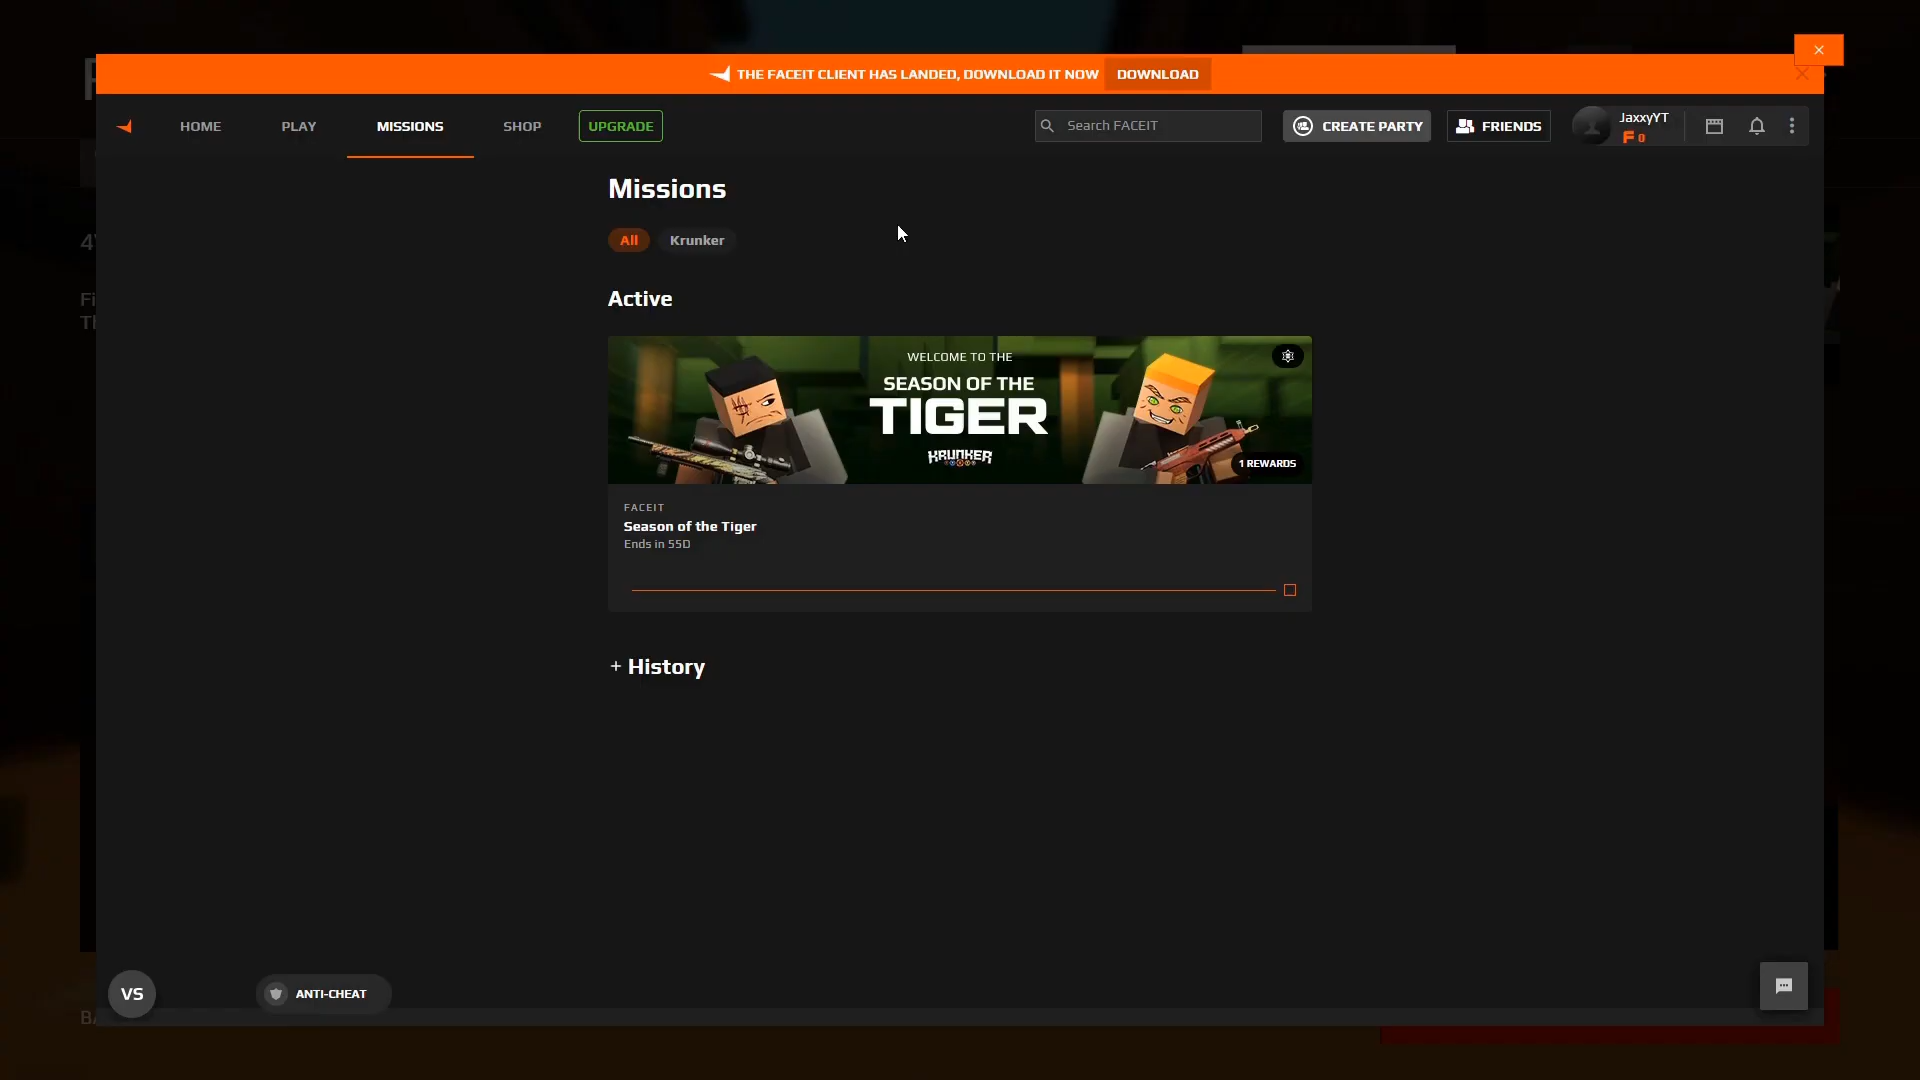 THE FACEIT CLIENT HAS LANDED, DOWNLOAD IT NOW DOWNLOAD
HOME PLAY MISSIONS SHOP UPGRADE Search FACEIT CREATE PARTY FRIENDS JaxxyYT
F 0
Missions
All Krunker
Active
WELCOME TO THE
SEASON OF THE
TIGER
KRUNKER
1 REWARDS
FACEIT
Season of the Tiger
Ends in 55D
+ History
VS ANTI-CHEAT